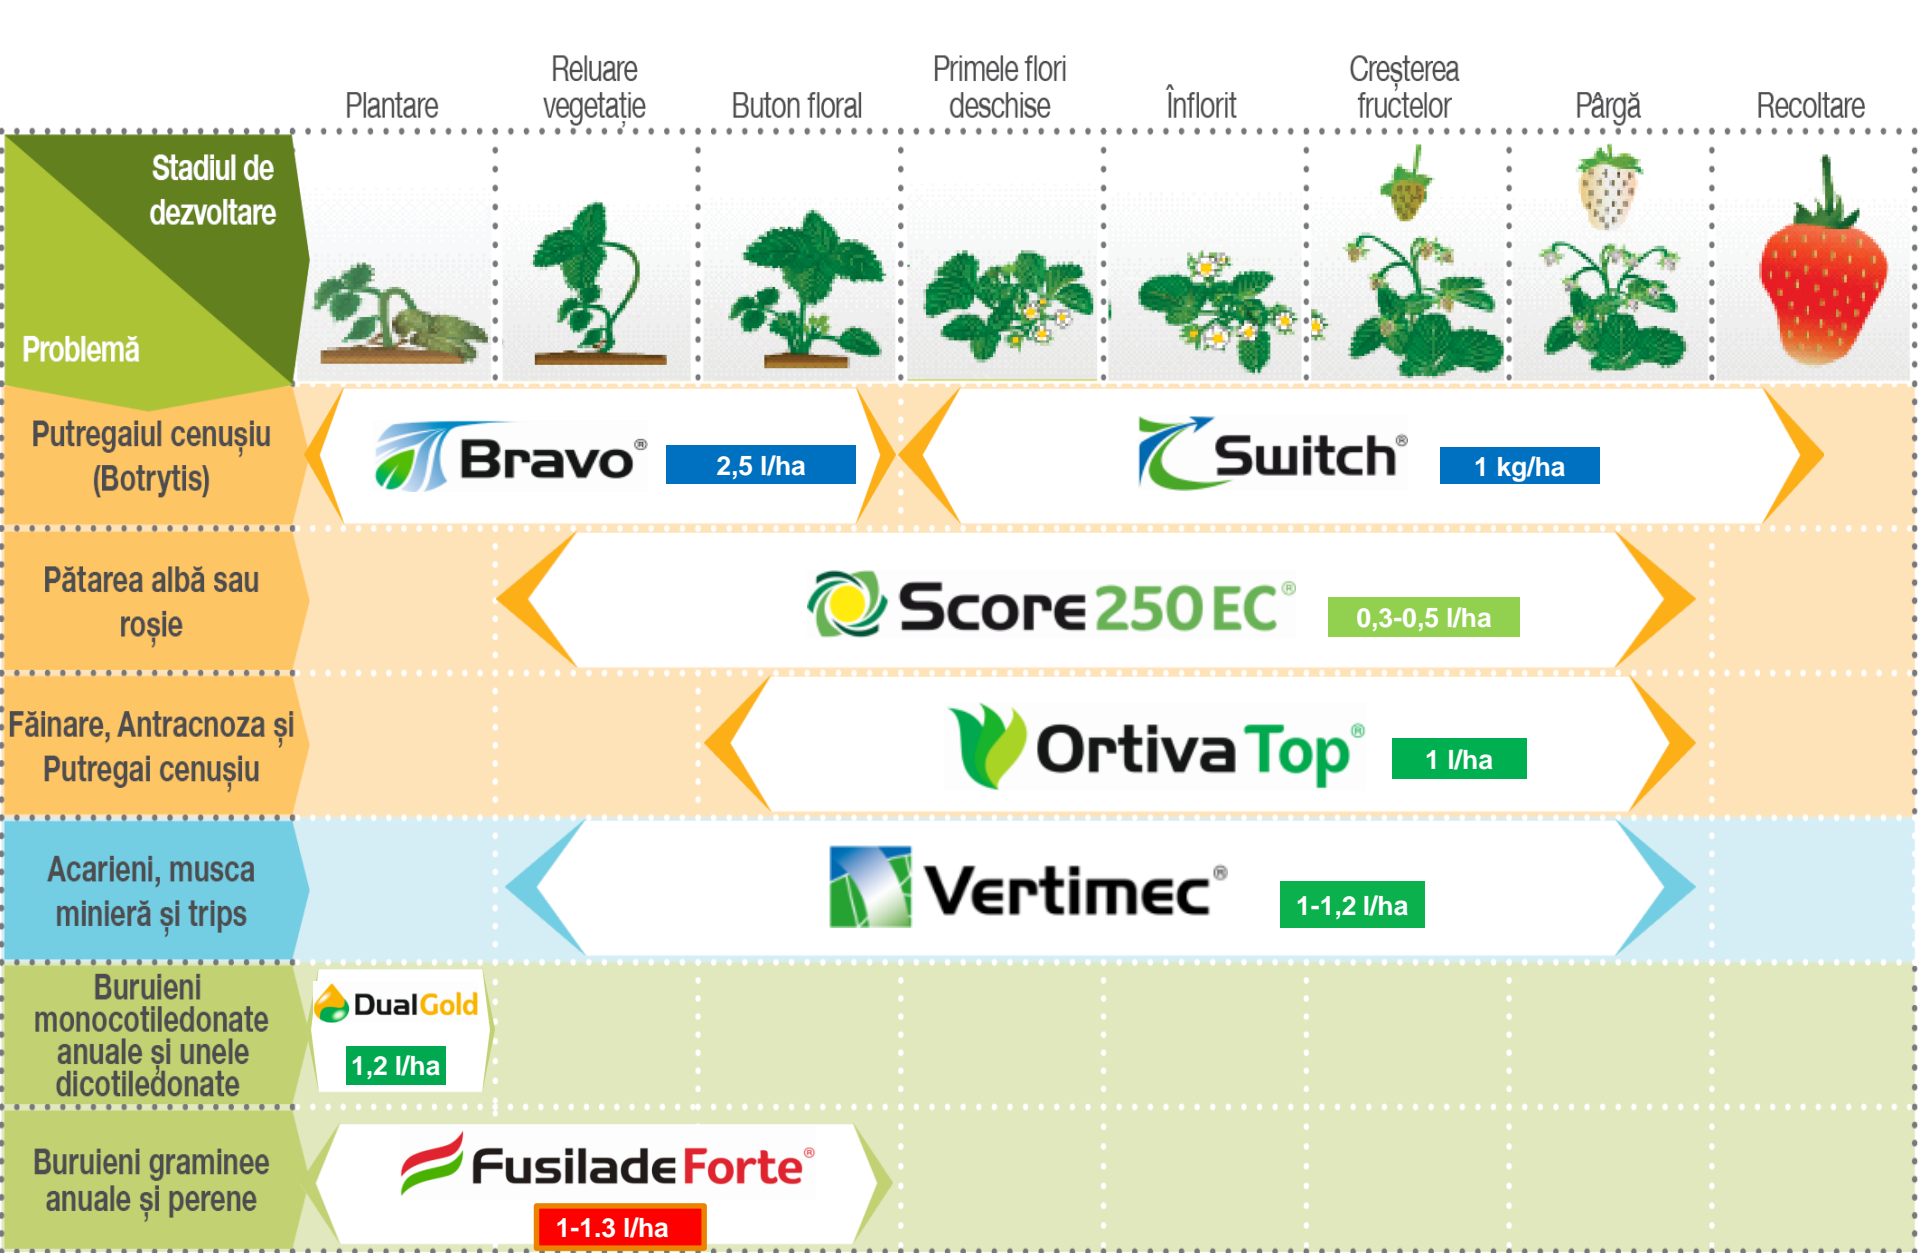 Plantare
Reluare
vegetație
Buton floral
Primele flori
deschise
Înflorit
Creșterea
fructelor
Pârgă
Recoltare
Stadiul de
dezvoltare
Problemă
Putregaiul cenușiu
(Botrytis)
Bravo®
2,5 l/ha
Switch®
1 kg/ha
Pătarea albă sau
roșie
Score 250 EC®
0,3-0,5 l/ha
Făinare, Antracnoza și
Putregai cenușiu
Ortiva Top®
1 l/ha
Acarieni, musca
minieră și trips
Vertimec®
1-1,2 l/ha
Buruieni
monocotiledonate
anuale și unele
dicotiledonate
DualGold
1,2 l/ha
Buruieni graminee
anuale și perene
Fusilade Forte®
1-1.3 l/ha